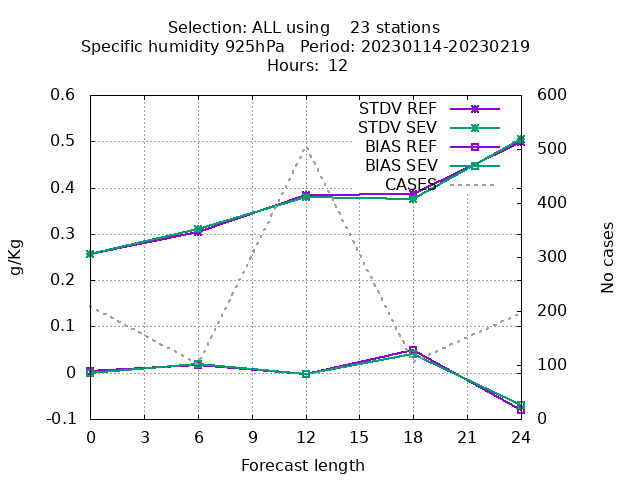 Selection: ALL using    23 stations
Specific humidity 925hPa   Period: 20230114-20230219
Hours:  12
0.6
0.5
0.4
0.3
0.2
0.1
0
-0.1
600
500
400
300
200
100
0
STDV REF
STDV SEV
BIAS REF
BIAS SEV
CASES
g/Kg
No cases
0 3 6 9 12 15 18 21 24
Forecast length